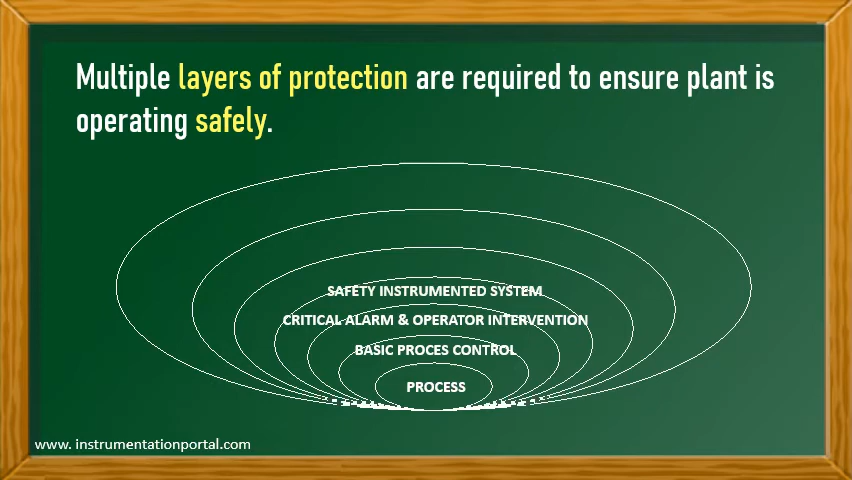 Multiple layers of protection are required to ensure plant is
operating safely.
SAFETY INSTRUMENTED SYSTEM
CRITICAL ALARM & OPERATOR INTERVENTION
BASIC PROCES CONTROL
PROCESS
www. instrumentationportal.com